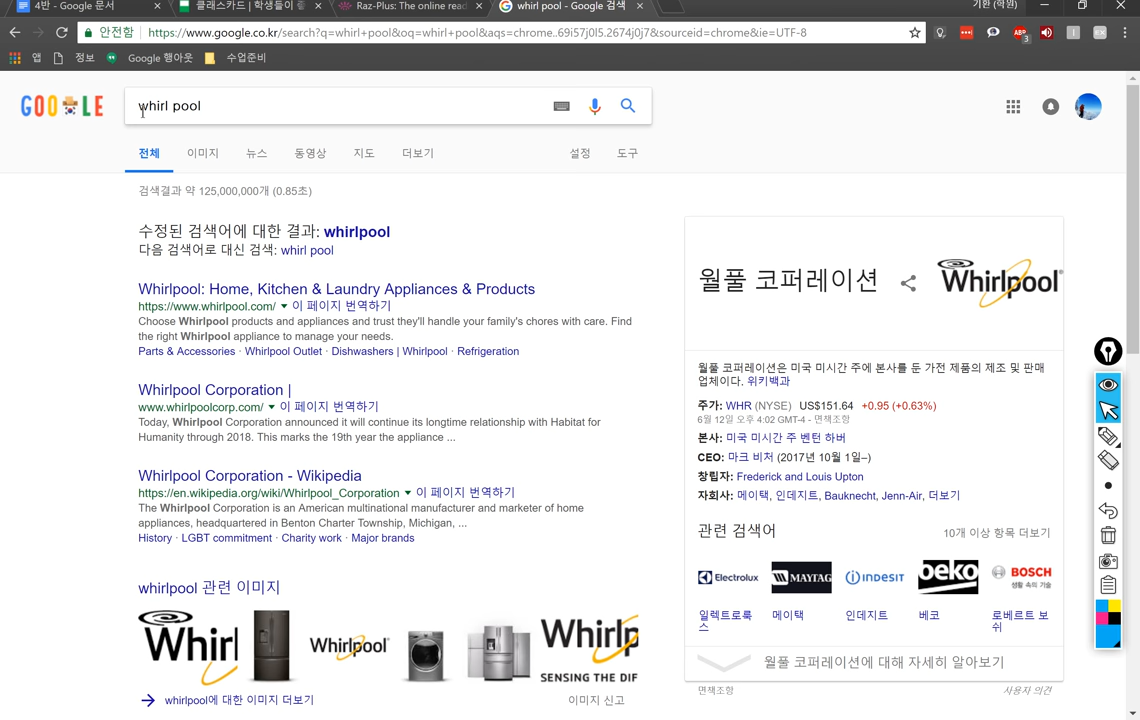 4반 - Google 문서
클래스카드 | 학생들이 좋
Raz-Plus: The online read
whirl pool - Google 검색
기환 (학원)
안전함 https://www.google.co.kr/search?q=whirl+pool&oq=whirl+pool&aqs=chrome..69i57j0l5.2674j0j7&sourceid=chrome&ie=UTF-8
ABP
3
앱 정보 Google 행아웃 수업준비
GOOGLE
whirl pool
전체 이미지 뉴스 동영상 지도 더보기 설정 도구
검색결과 약 125,000,000개 (0.85초)
수정된 검색어에 대한 결과: whirlpool
다음 검색어로 대신 검색: whirl pool
Whirlpool: Home, Kitchen & Laundry Appliances & Products
https://www.whirlpool.com/ ▼ 이 페이지 번역하기
Choose Whirlpool products and appliances and trust they'll handle your family's chores with care. Find
the right Whirlpool appliance to manage your needs.
Parts & Accessories · Whirlpool Outlet · Dishwashers | Whirlpool · Refrigeration
Whirlpool Corporation |
www.whirlpoolcorp.com/ ▼ 이 페이지 번역하기
Today, Whirlpool Corporation announced it will continue its longtime relationship with Habitat for
Humanity through 2018. This marks the 19th year the appliance ...
Whirlpool Corporation - Wikipedia
https://en.wikipedia.org/wiki/Whirlpool_Corporation ▼ 이 페이지 번역하기
The Whirlpool Corporation is an American multinational manufacturer and marketer of home
appliances, headquartered in Benton Charter Township, Michigan, ...
History · LGBT commitment · Charity work · Major brands
whirlpool 관련 이미지
Whirl
Whirlpool
Whirlp
SENSING THE DIF
whirlpool에 대한 이미지 더보기
이미지 신고
월풀 코퍼레이션
Whirlpool
월풀 코퍼레이션은 미국 미시간 주에 본사를 둔 가전 제품의 제조 및 판매
업체이다. 위키백과
주가: WHR (NYSE) US$151.64 +0.95 (+0.63%)
6월 12일 오후 4:02 GMT-4 - 면책조항
본사: 미국 미시간 주 벤턴 하버
CEO: 마크 비처 (2017년 10월 1일–)
창립자: Frederick and Louis Upton
자회사: 메이택, 인데지트, Bauknecht, Jenn-Air, 더보기
관련 검색어
10개 이상 항목 더보기
Electrolux
MAYTAG
indesit
beko
BOSCH
생활 속의 기술
일렉트로룩스
메이택
인데지트
베코
로베르트 보쉬
월풀 코퍼레이션에 대해 자세히 알아보기
면책조항
사용자 의견